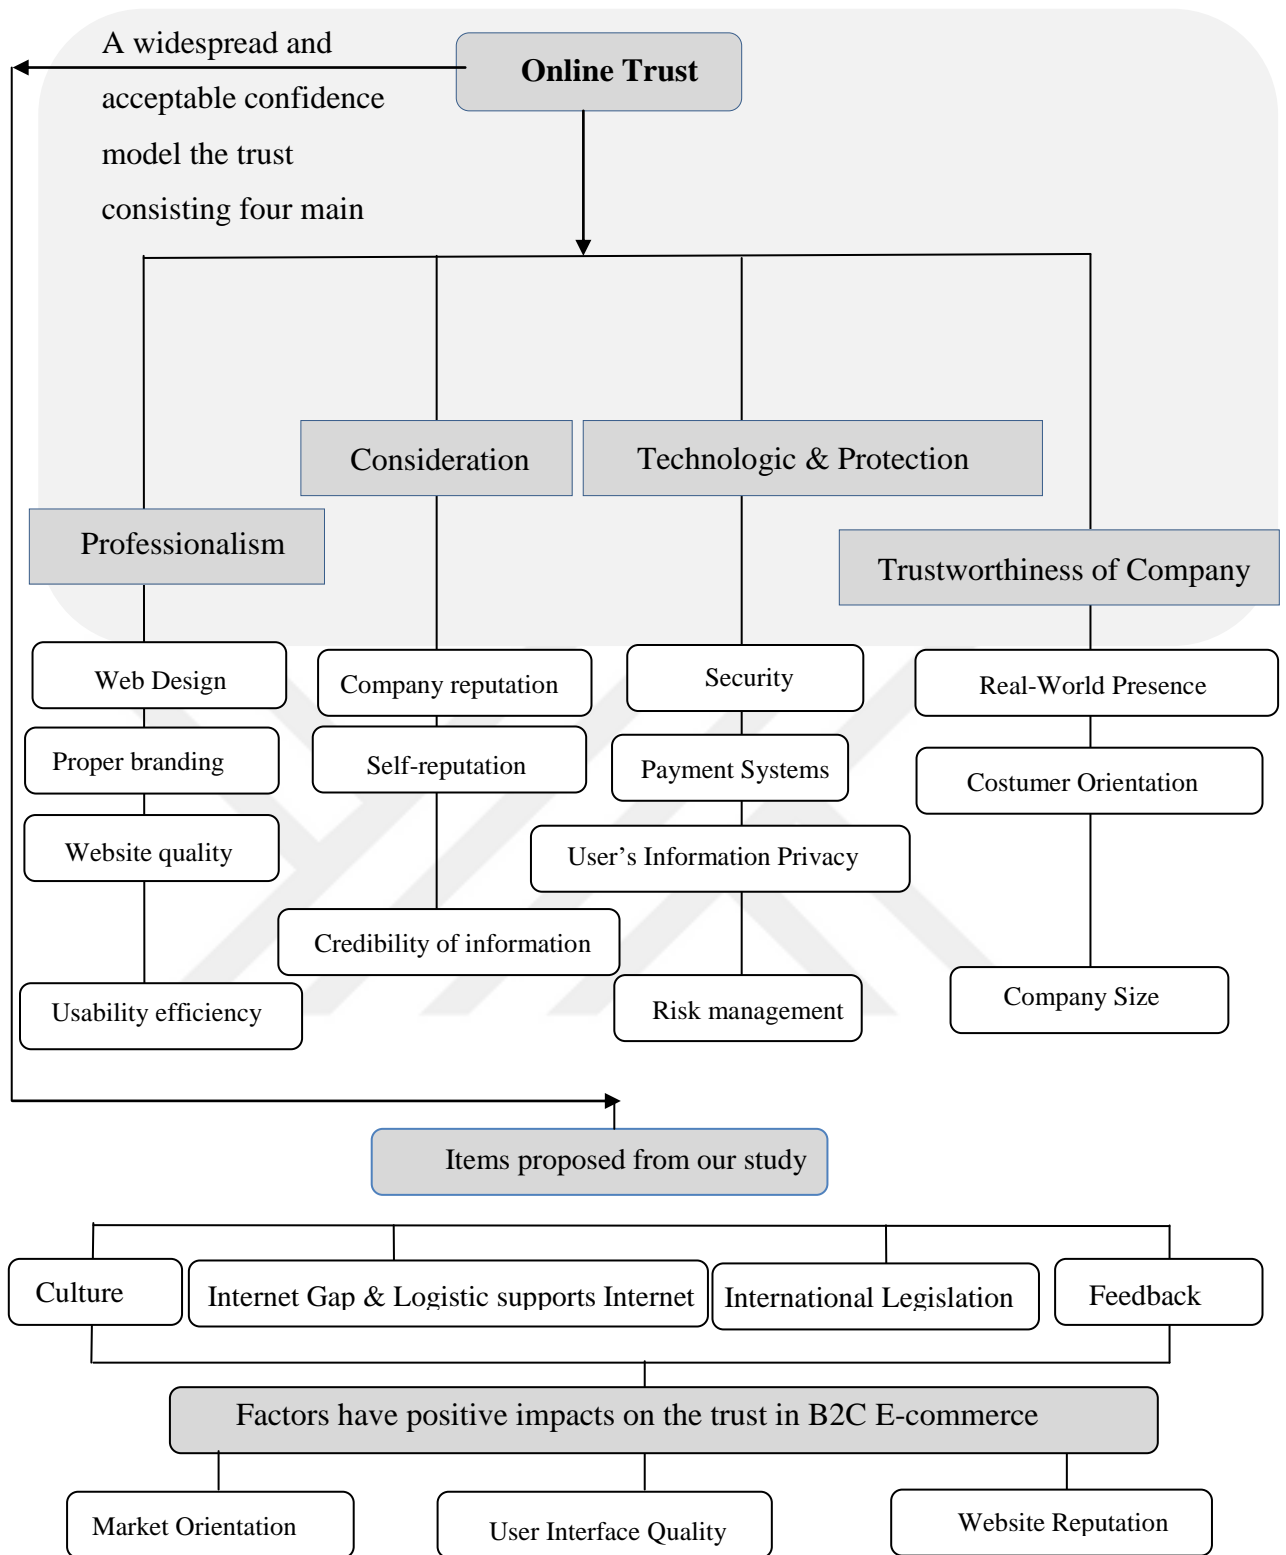 A widespread and
Online Trust
acceptable confidence
model the trust
consisting four main
Consideration
Technologic & Protection
Professionalism
Trustworthiness of Company
Web Design
Company reputation
Security
Real-World Presence
Proper branding
Self-reputation
Payment Systems
Costumer Orientation
Website quality
User’s Information Privacy
Credibility of information
Usability efficiency
Risk management
Company Size
Items proposed from our study
Culture
Internet Gap & Logistic supports Internet
International Legislation
Feedback
Factors have positive impacts on the trust in B2C E-commerce
Market Orientation
User Interface Quality
Website Reputation